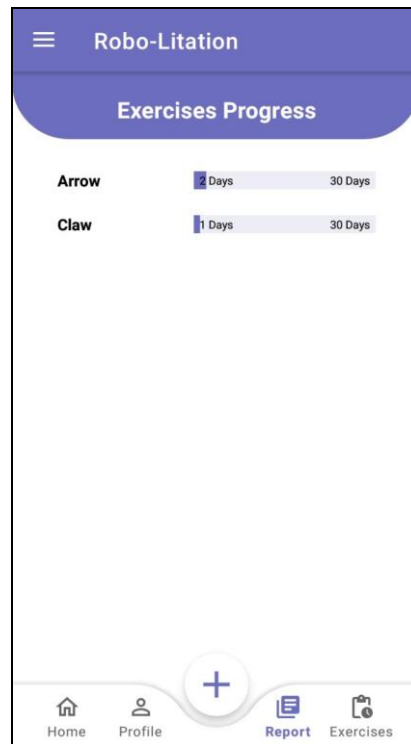 Robo-Litation
Exercises Progress
Arrow 2 Days 30 Days
Claw 1 Days 30 Days
Home Profile Report Exercises